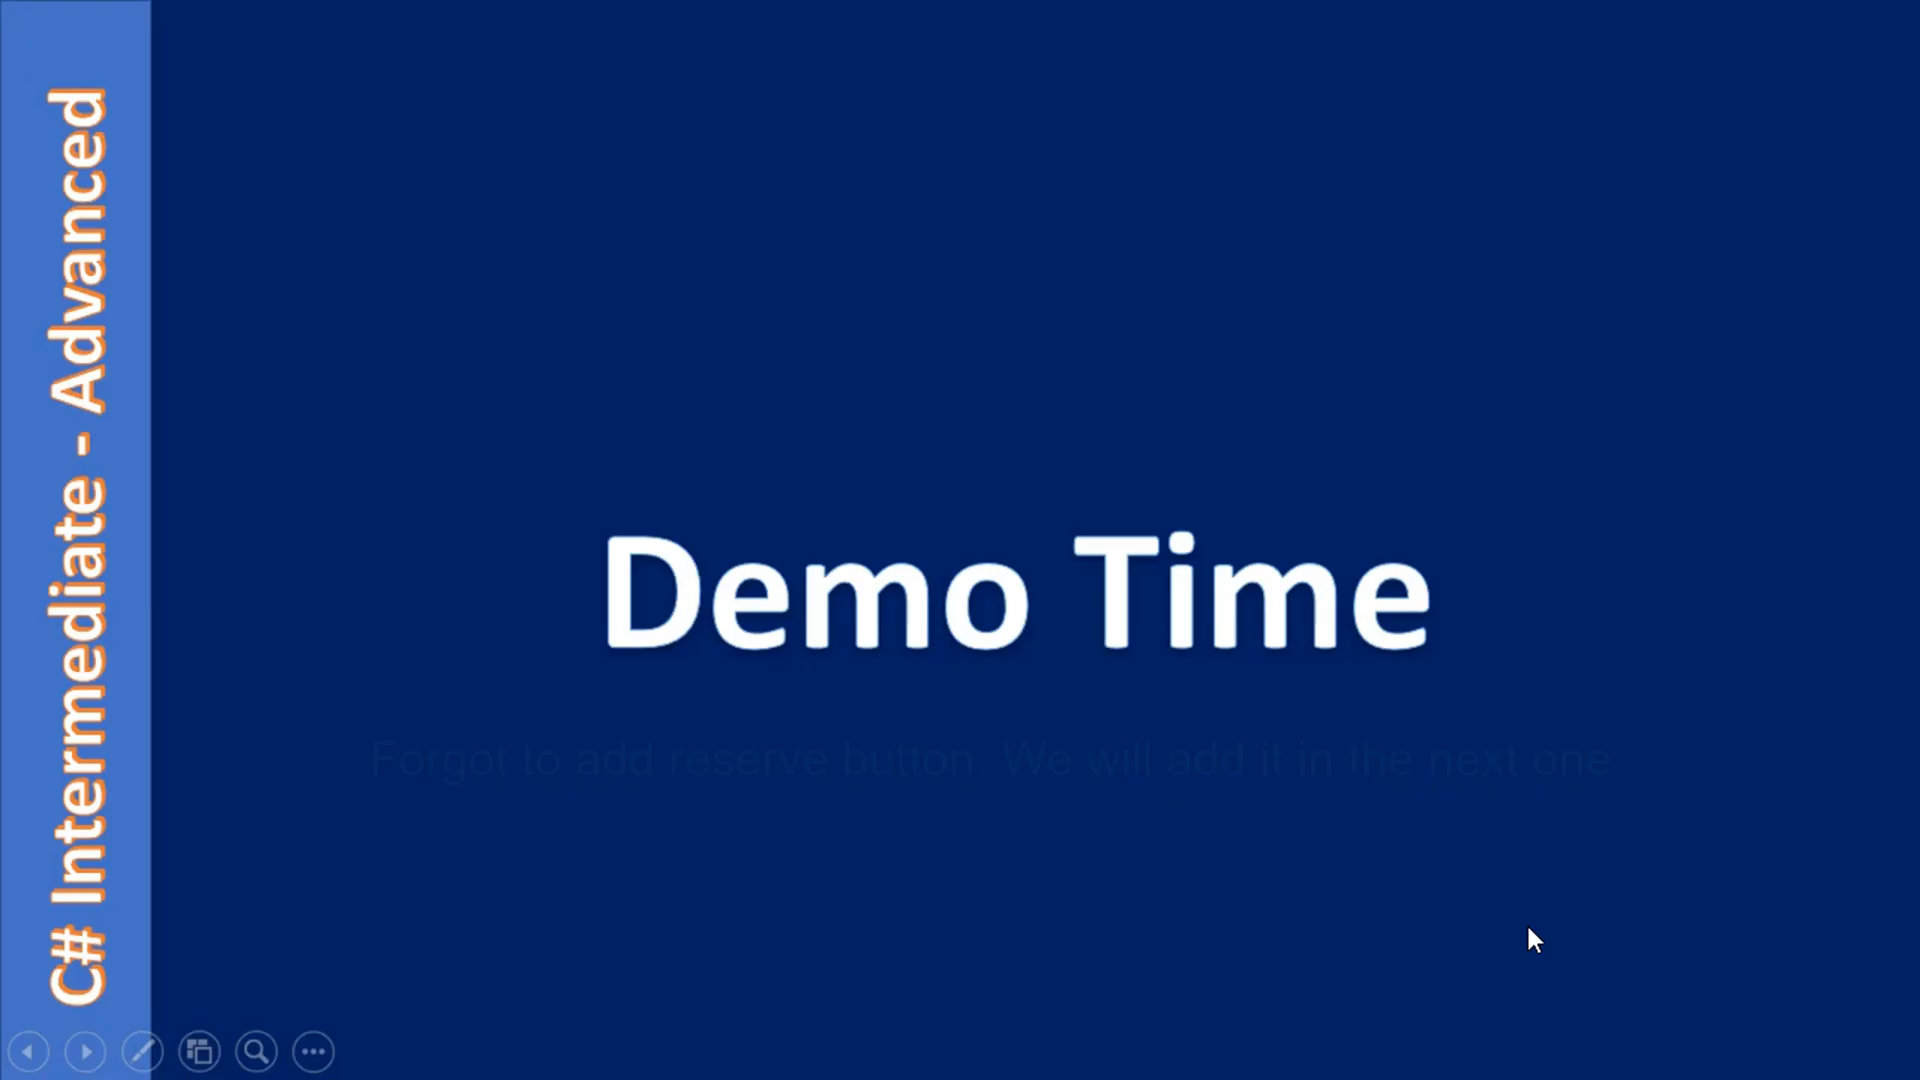 C# Intermediate - Advanced
Demo Time
Forgot to add reserve button. We will add it in the next one